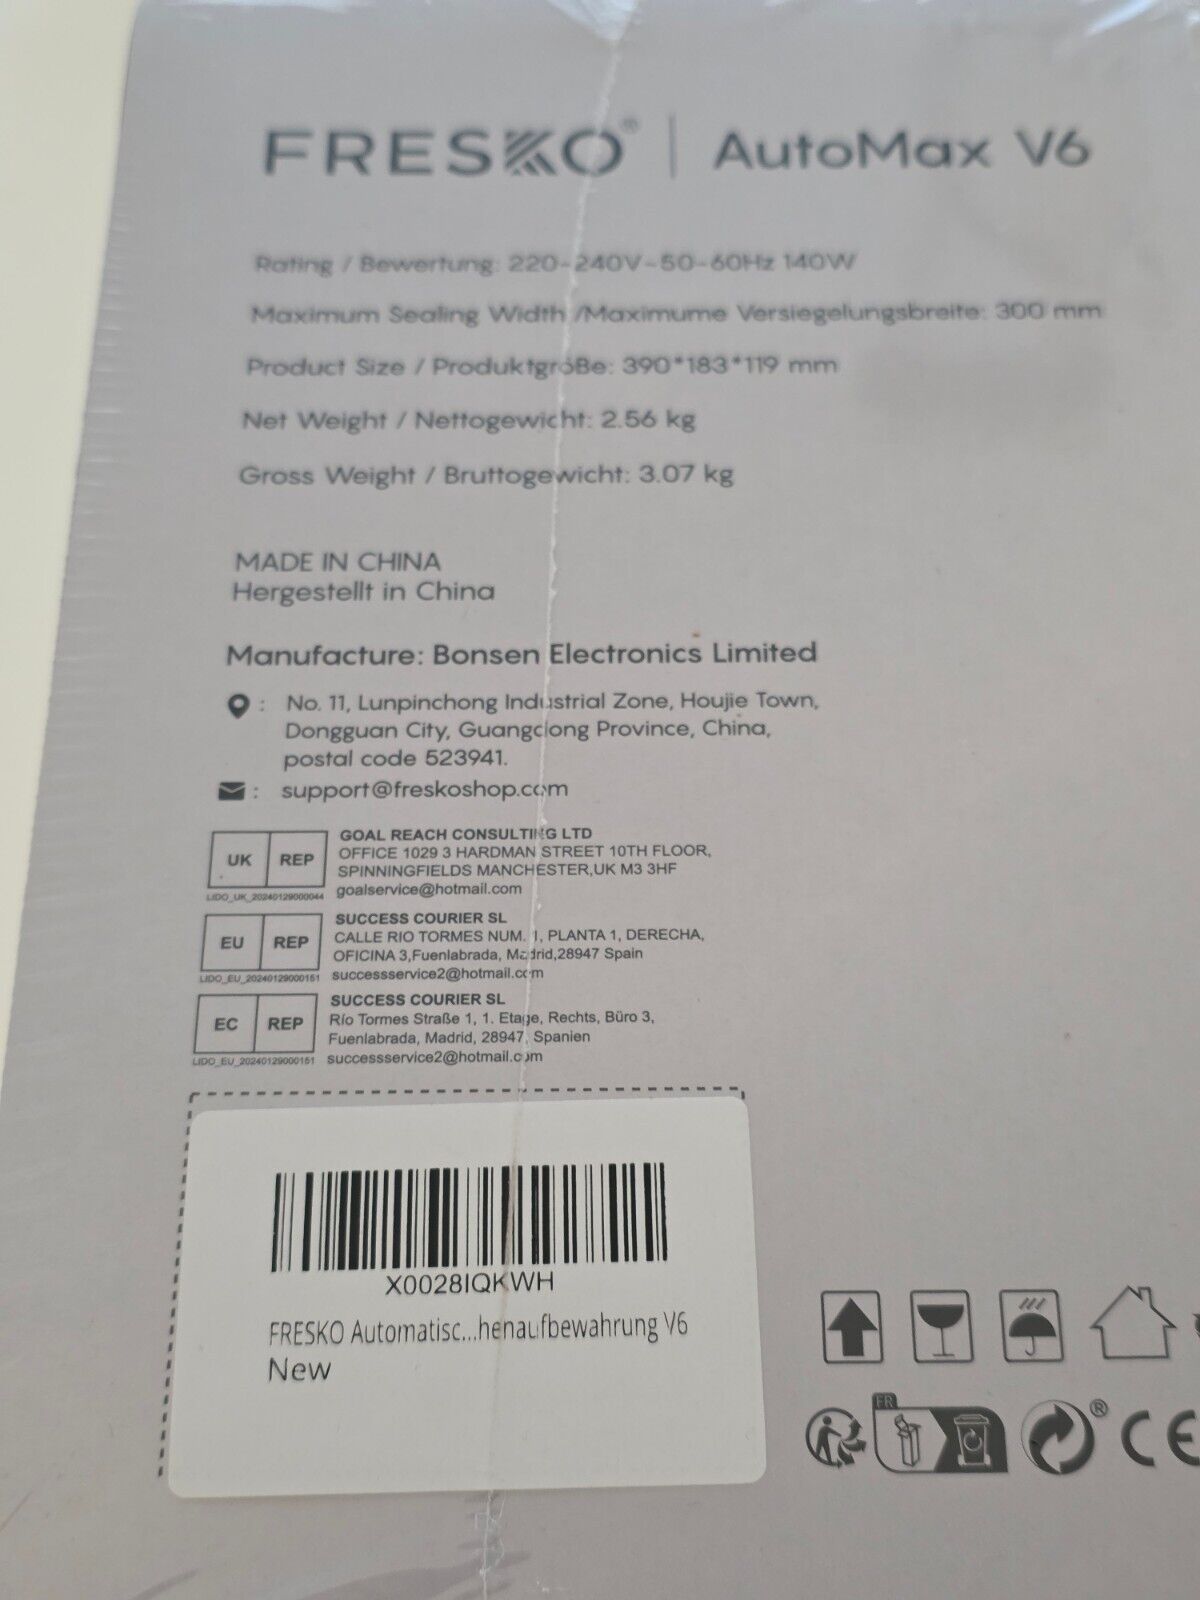 FRESKO® | AutoMax V6
Rating / Bewertung: 220-240V~50-60Hz 140W
Maximum Sealing Width /Maximume Versiegelungsbreite: 300 mm
Product Size / Produktgröße: 390*183*119 mm
Net Weight / Nettogewicht: 2.56 kg
Gross Weight / Bruttogewicht: 3.07 kg
MADE IN CHINA
Hergestellt in China
Manufacture: Bonsen Electronics Limited
: No. 11, Lunpinchong Industrial Zone, Houjie Town,
Dongguan City, Guangdong Province, China,
postal code 523941.
: support@freskoshop.com
UK REP
LIDO_UK_20240129000044
GOAL REACH CONSULTING LTD
OFFICE 1029 3 HARDMAN STREET 10TH FLOOR,
SPINNINGFIELDS MANCHESTER,UK M3 3HF
goalservice@hotmail.com
EU REP
LIDO_EU_20240129000151
SUCCESS COURIER SL
CALLE RIO TORMES NUM. 1, PLANTA 1, DERECHA,
OFICINA 3,Fuenlabrada, Madrid,28947 Spain
successservice2@hotmail.com
EC REP
LIDO_EU_20240129000151
SUCCESS COURIER SL
Río Tormes Straße 1, 1. Etage, Rechts, Büro 3,
Fuenlabrada, Madrid, 28947, Spanien
successservice2@hotmail.com
X0028IQKWH
FRESKO Automatisc...henaufbewahrung V6
New
FR
®
CE